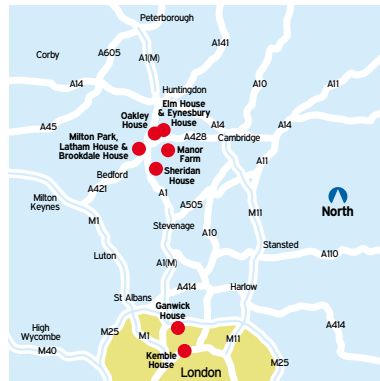 Peterborough
Corby
A605
A1(M)
A141
A14
Huntingdon
A10
A11
Elm House
& Eynesbury
House
Oakley
House
A45
A14
A14
A428
Cambridge
Milton Park,
Latham House &
Brookdale House
Manor
Farm
A11
Bedford
Sheridan
House
A421
A1
A505
Milton
Keynes
M1
M11
North
Stevenage
A10
Stansted
Luton
A1(M)
A110
A414
Harlow
St Albans
Ganwick
House
A414
High
Wycombe
M25
M1
M11
M40
Kemble
House
M25
London